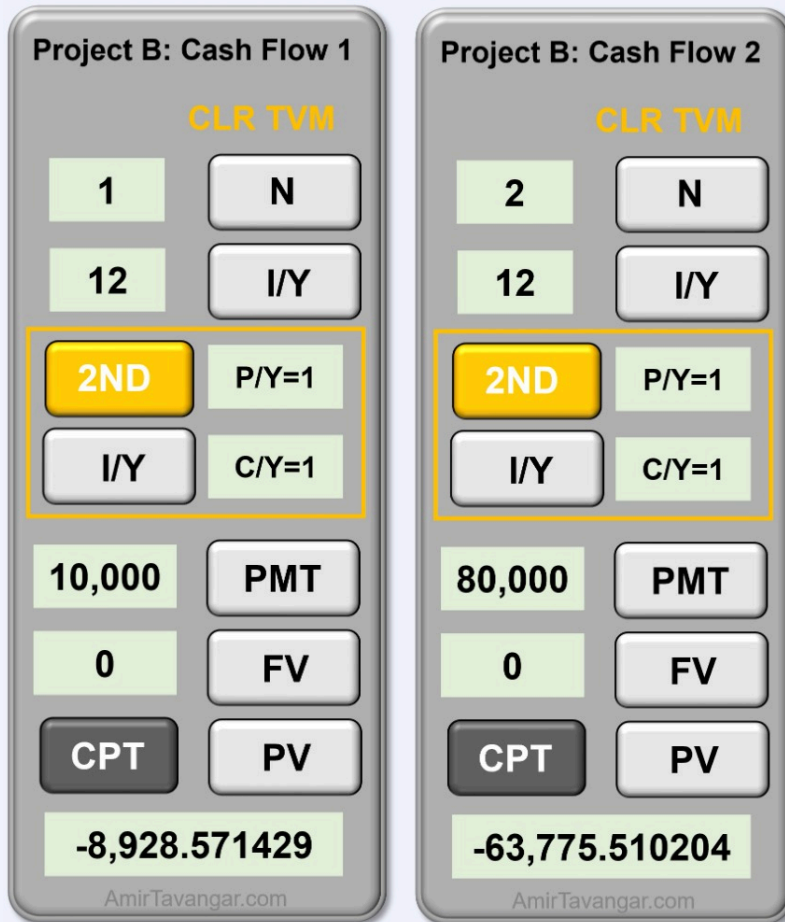 Project B: Cash Flow 1
CLR TVM
1 N
12 I/Y
2ND P/Y=1
I/Y C/Y=1
10,000 PMT
0 FV
CPT PV
-8,928.571429
AmirTavangar.com
Project B: Cash Flow 2
CLR TVM
2 N
12 I/Y
2ND P/Y=1
I/Y C/Y=1
80,000 PMT
0 FV
CPT PV
-63,775.510204
AmirTavangar.com